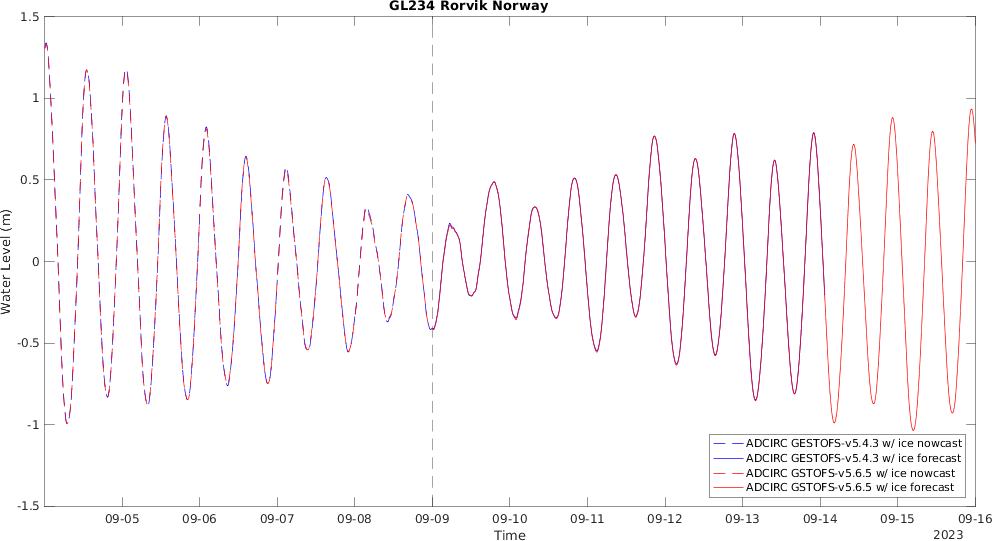 GL234 Rorvik Norway
1.5
1
0.5
0
-0.5
-1
-1.5
Water Level (m)
ADCIRC GESTOFS-v5.4.3 w/ ice nowcast
ADCIRC GESTOFS-v5.4.3 w/ ice forecast
ADCIRC GSTOFS-v5.6.5 w/ ice nowcast
ADCIRC GSTOFS-v5.6.5 w/ ice forecast
09-05 09-06 09-07 09-08 09-09 09-10 09-11 09-12 09-13 09-14 09-15 09-16
Time
2023